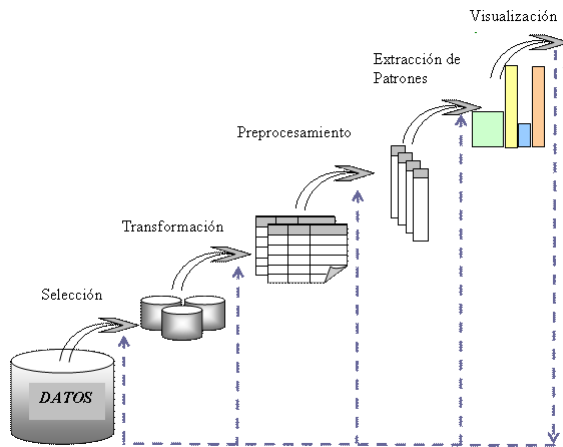 Visualización
Extracción de
Patrones
Preprocesamiento
Transformación
Selección
DATOS